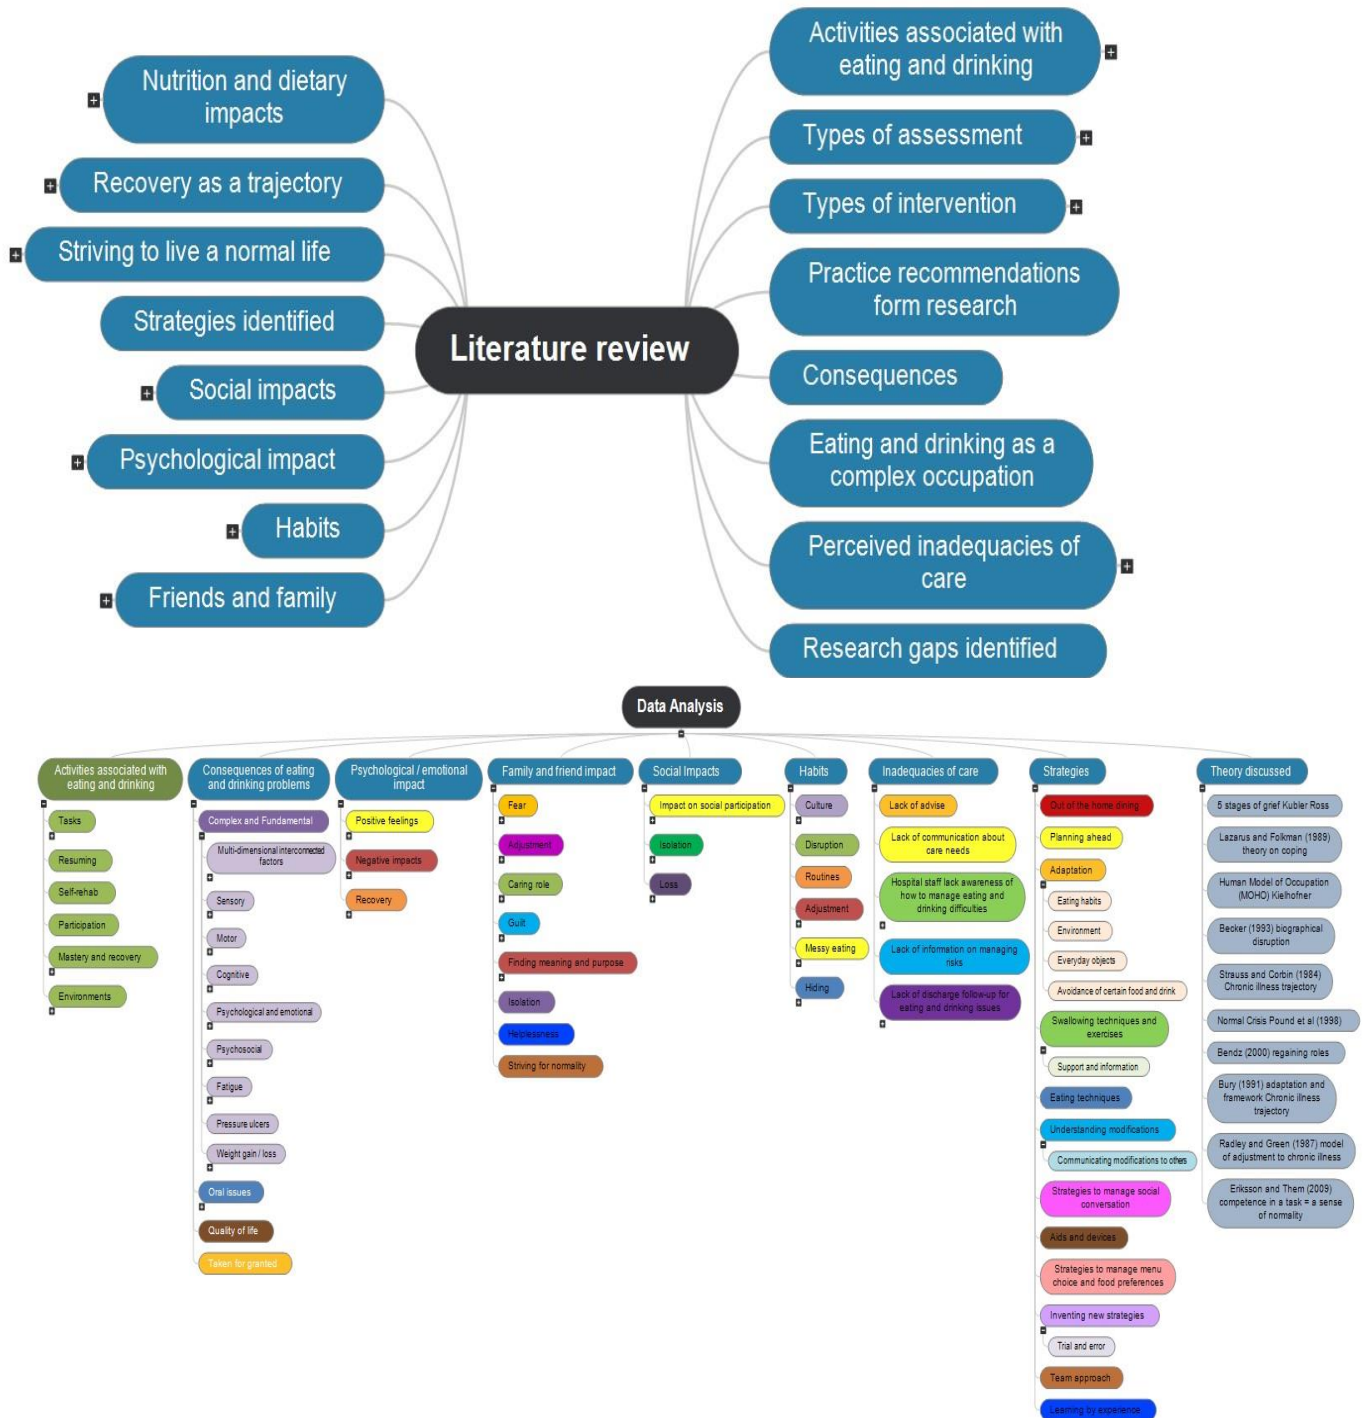 Nutrition and dietary
impacts
Recovery as a trajectory
Striving to live a normal life
Strategies identified
Social impacts
Psychological impact
Habits
Friends and family
Literature review
Activities associated with
eating and drinking
Types of assessment
Types of intervention
Practice recommendations
form research
Consequences
Eating and drinking as a
complex occupation
Perceived inadequacies of
care
Research gaps identified
Data Analysis
Activities associated with
eating and drinking
Tasks
Resuming
Self-rehab
Participation
Mastery and recovery
Environments
Consequences of eating
and drinking problems
Complex and Fundamental
Multi-dimensional interconnected
factors
Sensory
Motor
Cognitive
Psychological and emotional
Psychosocial
Fatigue
Pressure ulcers
Weight gain / loss
Oral issues
Quality of life
Taken for granted
Psychological / emotional
impact
Positive feelings
Negative impacts
Recovery
Family and friend impact
Fear
Adjustment
Caring role
Guilt
Finding meaning and purpose
Isolation
Helplessness
Striving for normality
Social Impacts
Impact on social participation
Isolation
Loss
Habits
Culture
Disruption
Routines
Adjustment
Messy eating
Hiding
Inadequacies of care
Lack of advise
Lack of communication about
care needs
Hospital staff lack awareness of
how to manage eating and
drinking difficulties
Lack of information on managing
risks
Lack of discharge follow-up for
eating and drinking issues
Strategies
Out of the home dining
Planning ahead
Adaptation
Eating habits
Environment
Everyday objects
Avoidance of certain food and drink
Swallowing techniques and
exercises
Support and information
Eating techniques
Understanding modifications
Communicating modifications to others
Strategies to manage social
conversation
Aids and devices
Strategies to manage menu
choice and food preferences
Inventing new strategies
Trial and error
Team approach
Learning by experience
Theory discussed
5 stages of grief Kubler Ross
Lazarus and Folkman (1989)
theory on coping
Human Model of Occupation
(MOHO) Kielhofner
Becker (1993) biographical
disruption
Strauss and Corbin (1984)
Chronic illness trajectory
Normal Crisis Pound et al (1998)
Bendz (2000) regaining roles
Bury (1991) adaptation and
framework Chronic illness
trajectory
Radley and Green (1987) model
of adjustment to chronic illness
Eriksson and Them (2009)
competence in a task = a sense
of normality